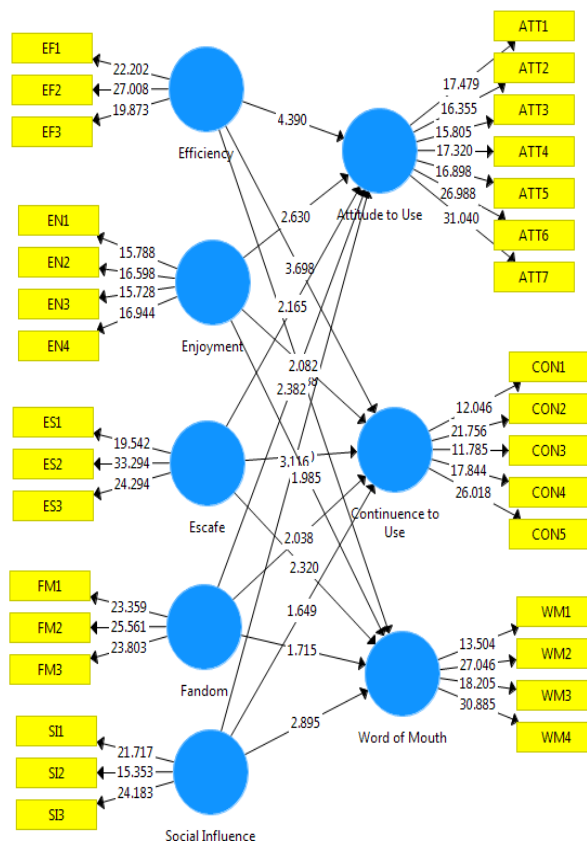 EF1
EF2
EF3
22.202
27.008
19.873
Efficiency
EN1
EN2
EN3
EN4
15.788
16.598
15.728
16.944
Enjoyment
ES1
ES2
ES3
19.542
33.294
24.294
Escafe
FM1
FM2
FM3
23.359
25.561
23.803
Fandom
SI1
SI2
SI3
21.717
15.353
24.183
Social Influence
4.390
2.630
3.698
2.165
2.082
2.382
1.985
2.038
2.320
1.649
1.715
2.895
ATT1
ATT2
ATT3
ATT4
ATT5
ATT6
ATT7
17.479
16.355
15.805
17.320
16.898
26.988
31.040
Attitude to Use
CON1
CON2
CON3
CON4
CON5
12.046
21.756
11.785
17.844
26.018
Continuence to
Use
WM1
WM2
WM3
WM4
13.504
27.046
18.205
30.885
Word of Mouth